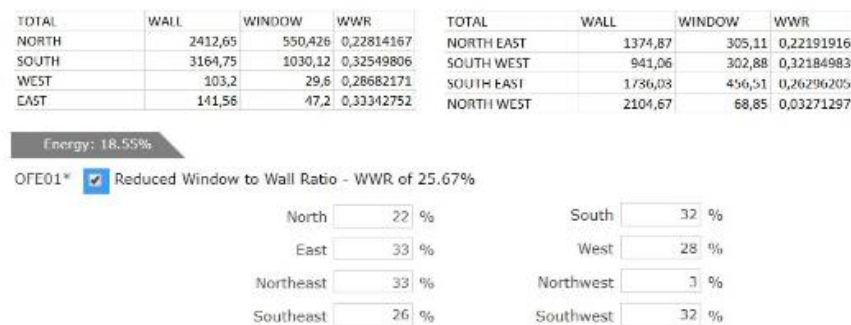 TOTAL WALL WINDOW WWR
NORTH 2412,65 550,426 0,22814167
SOUTH 3164,75 1030,12 0,32549806
WEST 103,2 29,6 0,28682171
EAST 141,56 47,2 0,33342752
TOTAL WALL WINDOW WWR
NORTH EAST 1374,87 305,11 0,22191916
SOUTH WEST 941,06 302,88 0,32184983
SOUTH EAST 1736,03 456,51 0,26296205
NORTH WEST 2104,67 68,85 0,03271297
Energy: 18.55%
OFE01* Reduced Window to Wall Ratio - WWR of 25.67%
North 22 % South 32 %
East 33 % West 28 %
Northeast 33 % Northwest 3 %
Southeast 26 % Southwest 32 %